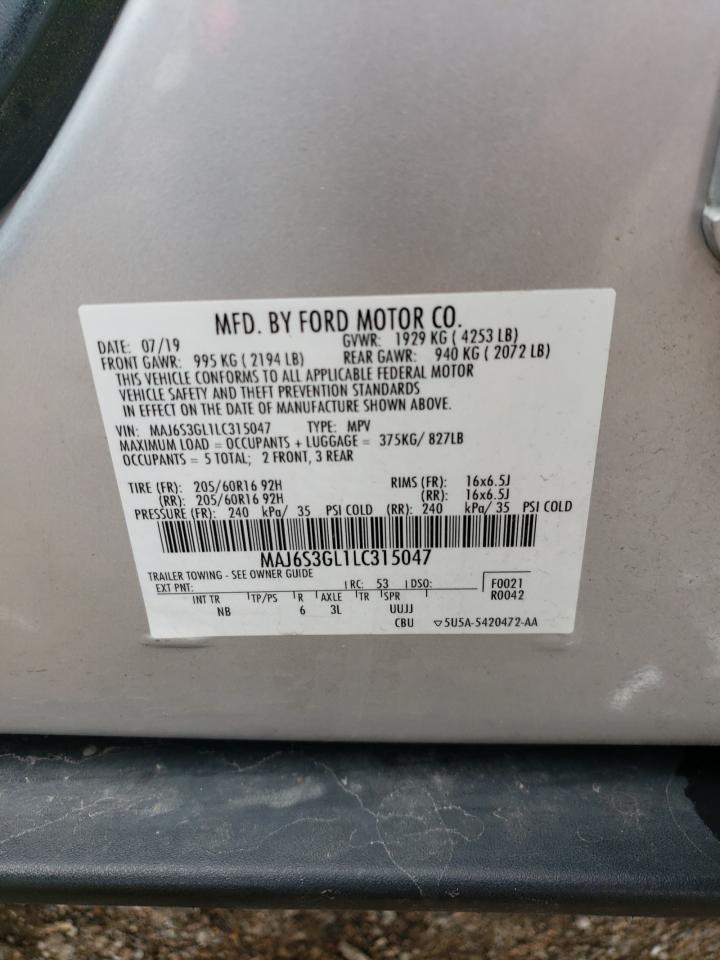 MFD. BY FORD MOTOR CO.
DATE: 07/19 GVWR: 1929 KG ( 4253 LB)
FRONT GAWR: 995 KG ( 2194 LB) REAR GAWR: 940 KG ( 2072 LB)
THIS VEHICLE CONFORMS TO ALL APPLICABLE FEDERAL MOTOR
VEHICLE SAFETY AND THEFT PREVENTION STANDARDS
IN EFFECT ON THE DATE OF MANUFACTURE SHOWN ABOVE.
VIN: MAJ6S3GL1LC315047 TYPE: MPV
MAXIMUM LOAD = OCCUPANTS + LUGGAGE = 375KG/ 827LB
OCCUPANTS = 5 TOTAL; 2 FRONT, 3 REAR
TIRE (FR): 205/60R16 92H RIMS (FR): 16x6.5J
(RR): 205/60R16 92H (RR): 16x6.5J
PRESSURE (FR): 240 kPa/ 35 PSI COLD (RR): 240 kPa/ 35 PSI COLD
MAJ6S3GL1LC315047
TRAILER TOWING - SEE OWNER GUIDE
EXT PNT: RC: 53 DSO: F0021
INT TR TP/PS R AXLE TR SPR R0042
NB 6 3L UUJJ
CBU ▽5U5A-5420472-AA